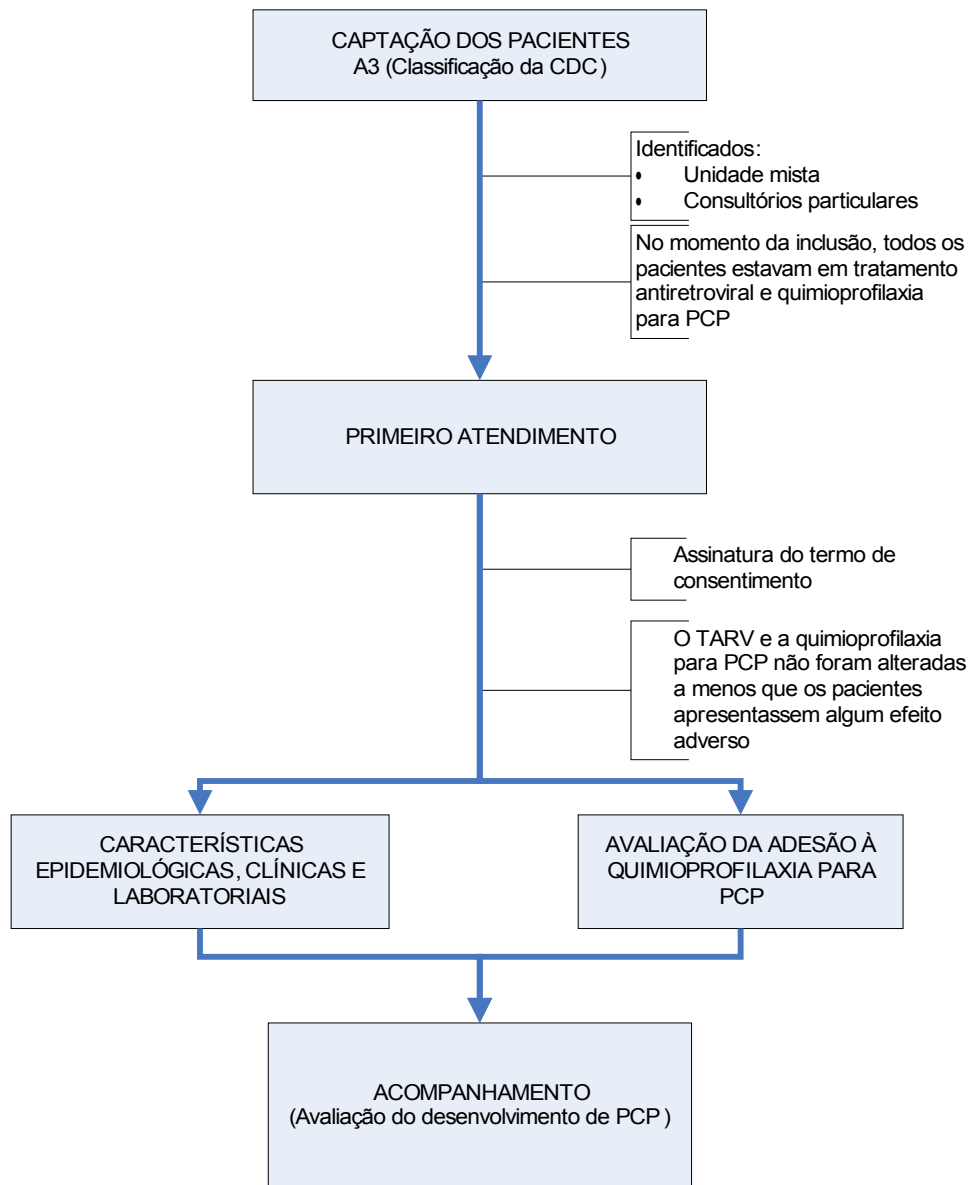 CAPTAÇÃO DOS PACIENTES
A3 (Classificação da CDC)
Identificados:
• Unidade mista
• Consultórios particulares
No momento da inclusão, todos os
pacientes estavam em tratamento
antiretroviral e quimioprofilaxia
para PCP
PRIMEIRO ATENDIMENTO
Assinatura do termo de
consentimento
O TARV e a quimioprofilaxia
para PCP não foram alteradas
a menos que os pacientes
apresentassem algum efeito
adverso
CARACTERÍSTICAS
EPIDEMIOLÓGICAS, CLÍNICAS E
LABORATORIAIS
AVALIAÇÃO DA ADESÃO À
QUIMIOPROFILAXIA PARA
PCP
ACOMPANHAMENTO
(Avaliação do desenvolvimento de PCP)